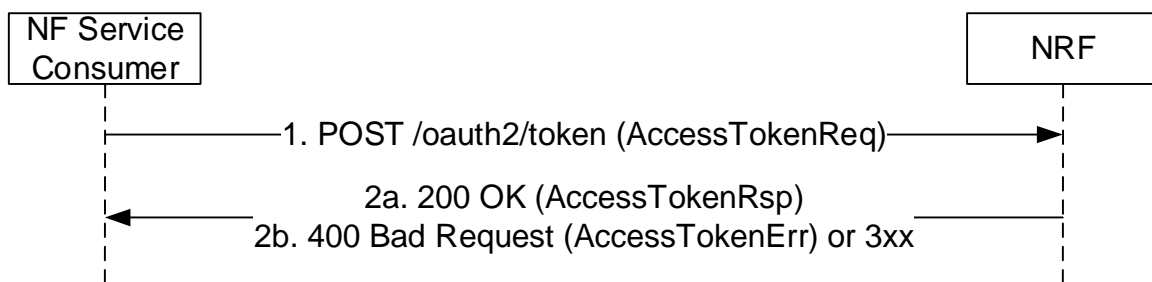 NF Service
Consumer
NRF
1. POST /oauth2/token (AccessTokenReq)
2a. 200 OK (AccessTokenRsp)
2b. 400 Bad Request (AccessTokenErr) or 3xx